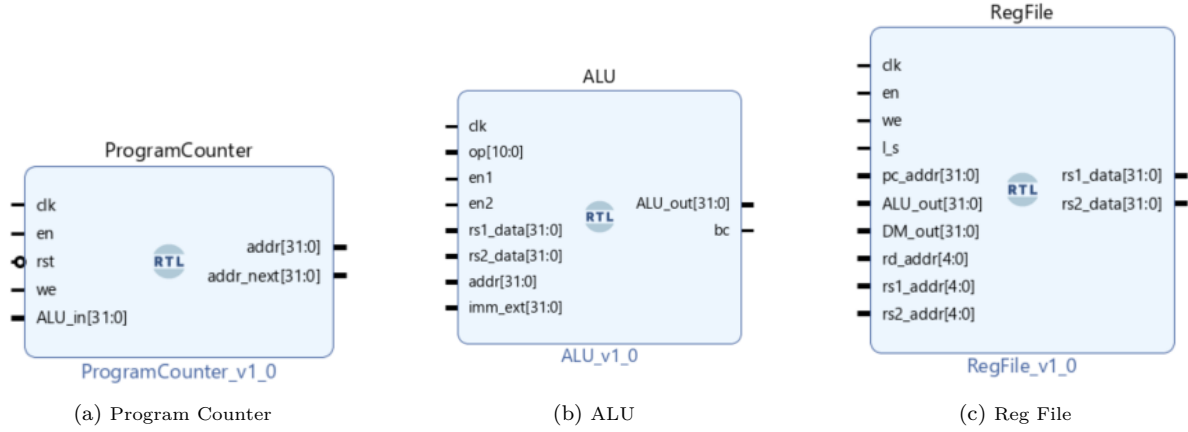 ProgramCounter
clk
en
rst
we
ALU_in[31:0]
RTL
addr[31:0]
addr_next[31:0]
ProgramCounter_v1_0
(a) Program Counter
ALU
clk
op[10:0]
en1
en2
rs1_data[31:0]
rs2_data[31:0]
addr[31:0]
imm_ext[31:0]
RTL
ALU_out[31:0]
bc
ALU_v1_0
(b) ALU
RegFile
clk
en
we
l_s
pc_addr[31:0]
ALU_out[31:0]
DM_out[31:0]
rd_addr[4:0]
rs1_addr[4:0]
rs2_addr[4:0]
RTL
rs1_data[31:0]
rs2_data[31:0]
RegFile_v1_0
(c) Reg File